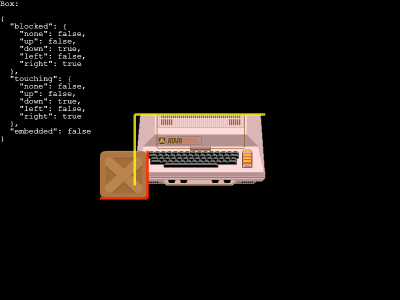 Box:
{
  "blocked": {
    "none": false,
    "up": false,
    "down": true,
    "left": false,
    "right": true
  },
  "touching": {
    "none": false,
    "up": false,
    "down": true,
    "left": false,
    "right": true
  },
  "embedded": false
}
ATARI